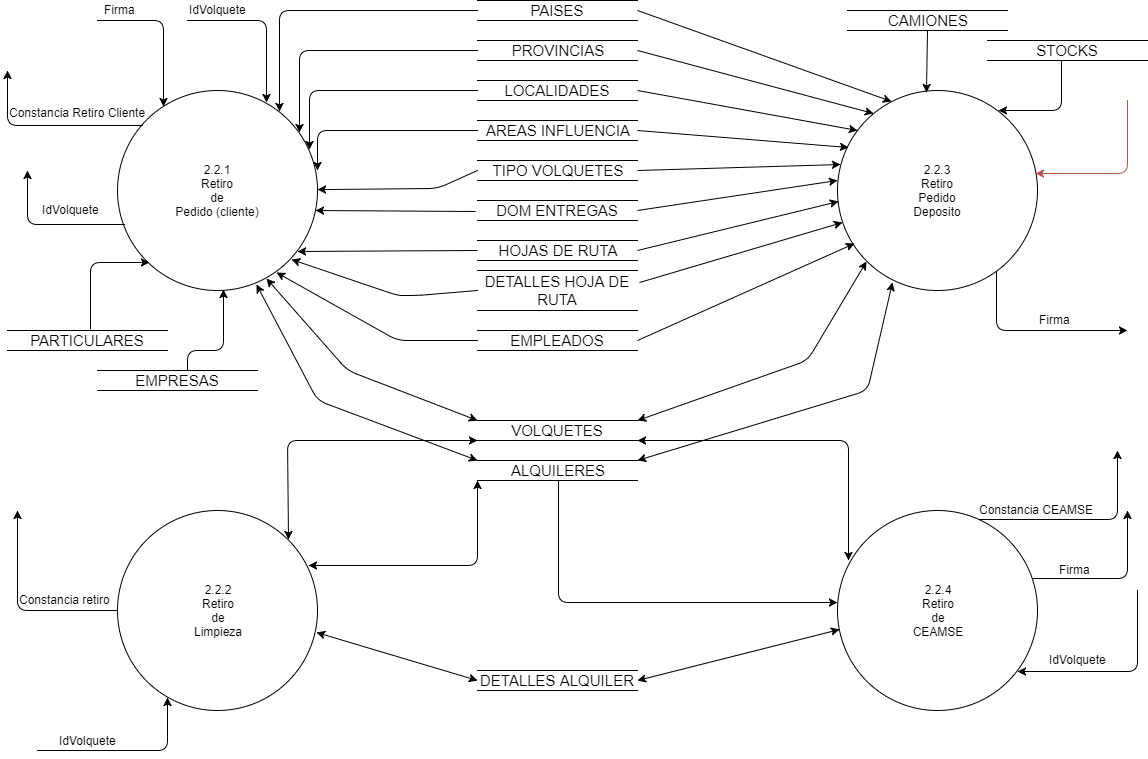 Firma
IdVolquete
PAISES
CAMIONES
PROVINCIAS
STOCKS
LOCALIDADES
Constancia Retiro Cliente
AREAS INFLUENCIA
2.2.1
Retiro
de
Pedido (cliente)
TIPO VOLQUETES
2.2.3
Retiro
Pedido
Deposito
IdVolquete
DOM ENTREGAS
HOJAS DE RUTA
DETALLES HOJA DE
RUTA
Firma
PARTICULARES
EMPLEADOS
EMPRESAS
VOLQUETES
ALQUILERES
Constancia CEAMSE
Firma
2.2.2
Retiro
de
Limpieza
Constancia retiro
2.2.4
Retiro
de
CEAMSE
IdVolquete
DETALLES ALQUILER
IdVolquete